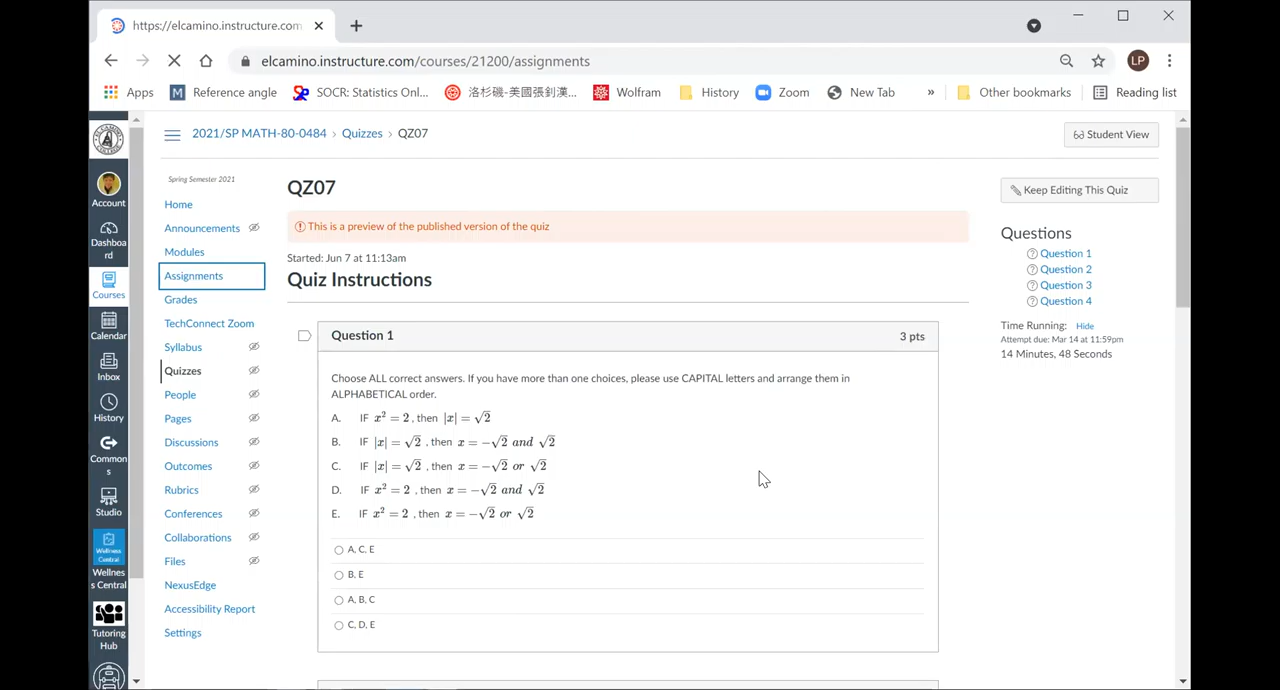 https://elcamino.instructure.com
elcamino.instructure.com/courses/21200/assignments
LP
Apps
M Reference angle
SOCR: Statistics Onl...
洛杉磯-美國張釗漢...
Wolfram
History
Zoom
New Tab
»
Other bookmarks
Reading list
2021/SP MATH-80-0484 › Quizzes › QZ07
Student View
Account
Dashboa
rd
Courses
Calendar
Inbox
History
Common
s
Studio
Wellness
Central
Wellnes
s Central
Tutoring
Hub
Spring Semester 2021
Home
Announcements
Modules
Assignments
Grades
TechConnect Zoom
Syllabus
Quizzes
People
Pages
Discussions
Outcomes
Rubrics
Conferences
Collaborations
Files
NexusEdge
Accessibility Report
Settings
QZ07
This is a preview of the published version of the quiz
Started: Jun 7 at 11:13am
Quiz Instructions
Question 1
3 pts
Choose ALL correct answers. If you have more than one choices, please use CAPITAL letters and arrange them in
ALPHABETICAL order.
A. IF x² = 2 , then |x| = √2
B. IF |x| = √2 , then x = −√2 and √2
C. IF |x| = √2 , then x = −√2 or √2
D. IF x² = 2 , then x = −√2 and √2
E. IF x² = 2 , then x = −√2 or √2
A. C. E
B. E
A, B, C
C, D, E
Keep Editing This Quiz
Questions
Question 1
Question 2
Question 3
Question 4
Time Running: Hide
Attempt due: Mar 14 at 11:59pm
14 Minutes, 48 Seconds